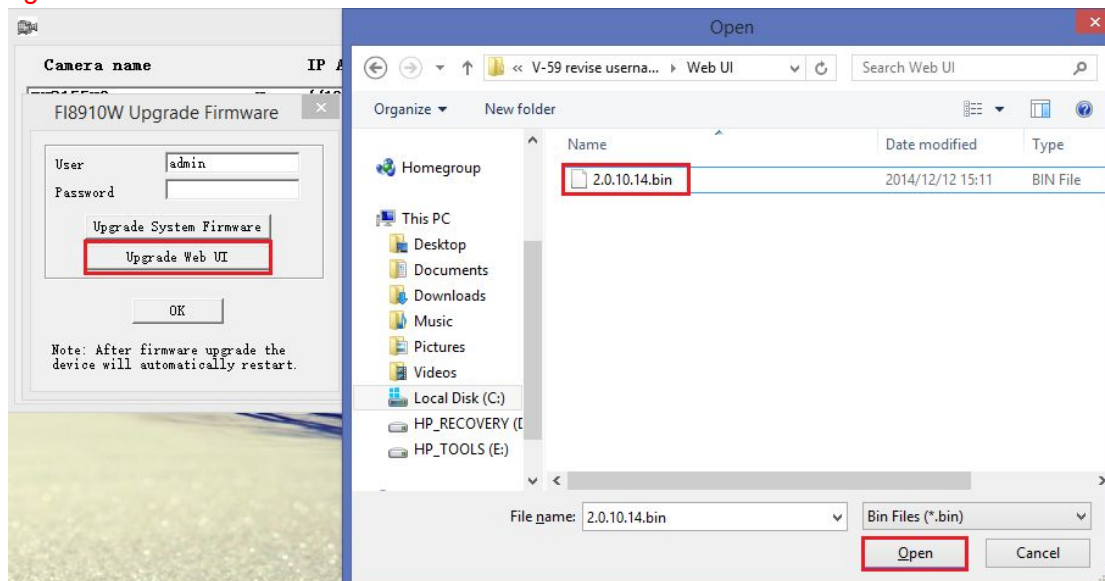 Camera name
IP A
FI8910W Upgrade Firmware
User
admin
Password
Upgrade System Firmware
Upgrade Web UI
OK
Note: After firmware upgrade the
device will automatically restart.
Open
« V-59 revise userna... Web UI
Search Web UI
Organize
New folder
Name
Date modified
Type
2.0.10.14.bin
2014/12/12 15:11
BIN File
Homegroup
This PC
Desktop
Documents
Downloads
Music
Pictures
Videos
Local Disk (C:)
HP_RECOVERY (D
HP_TOOLS (E:)
File name:
2.0.10.14.bin
Bin Files (*.bin)
Open
Cancel